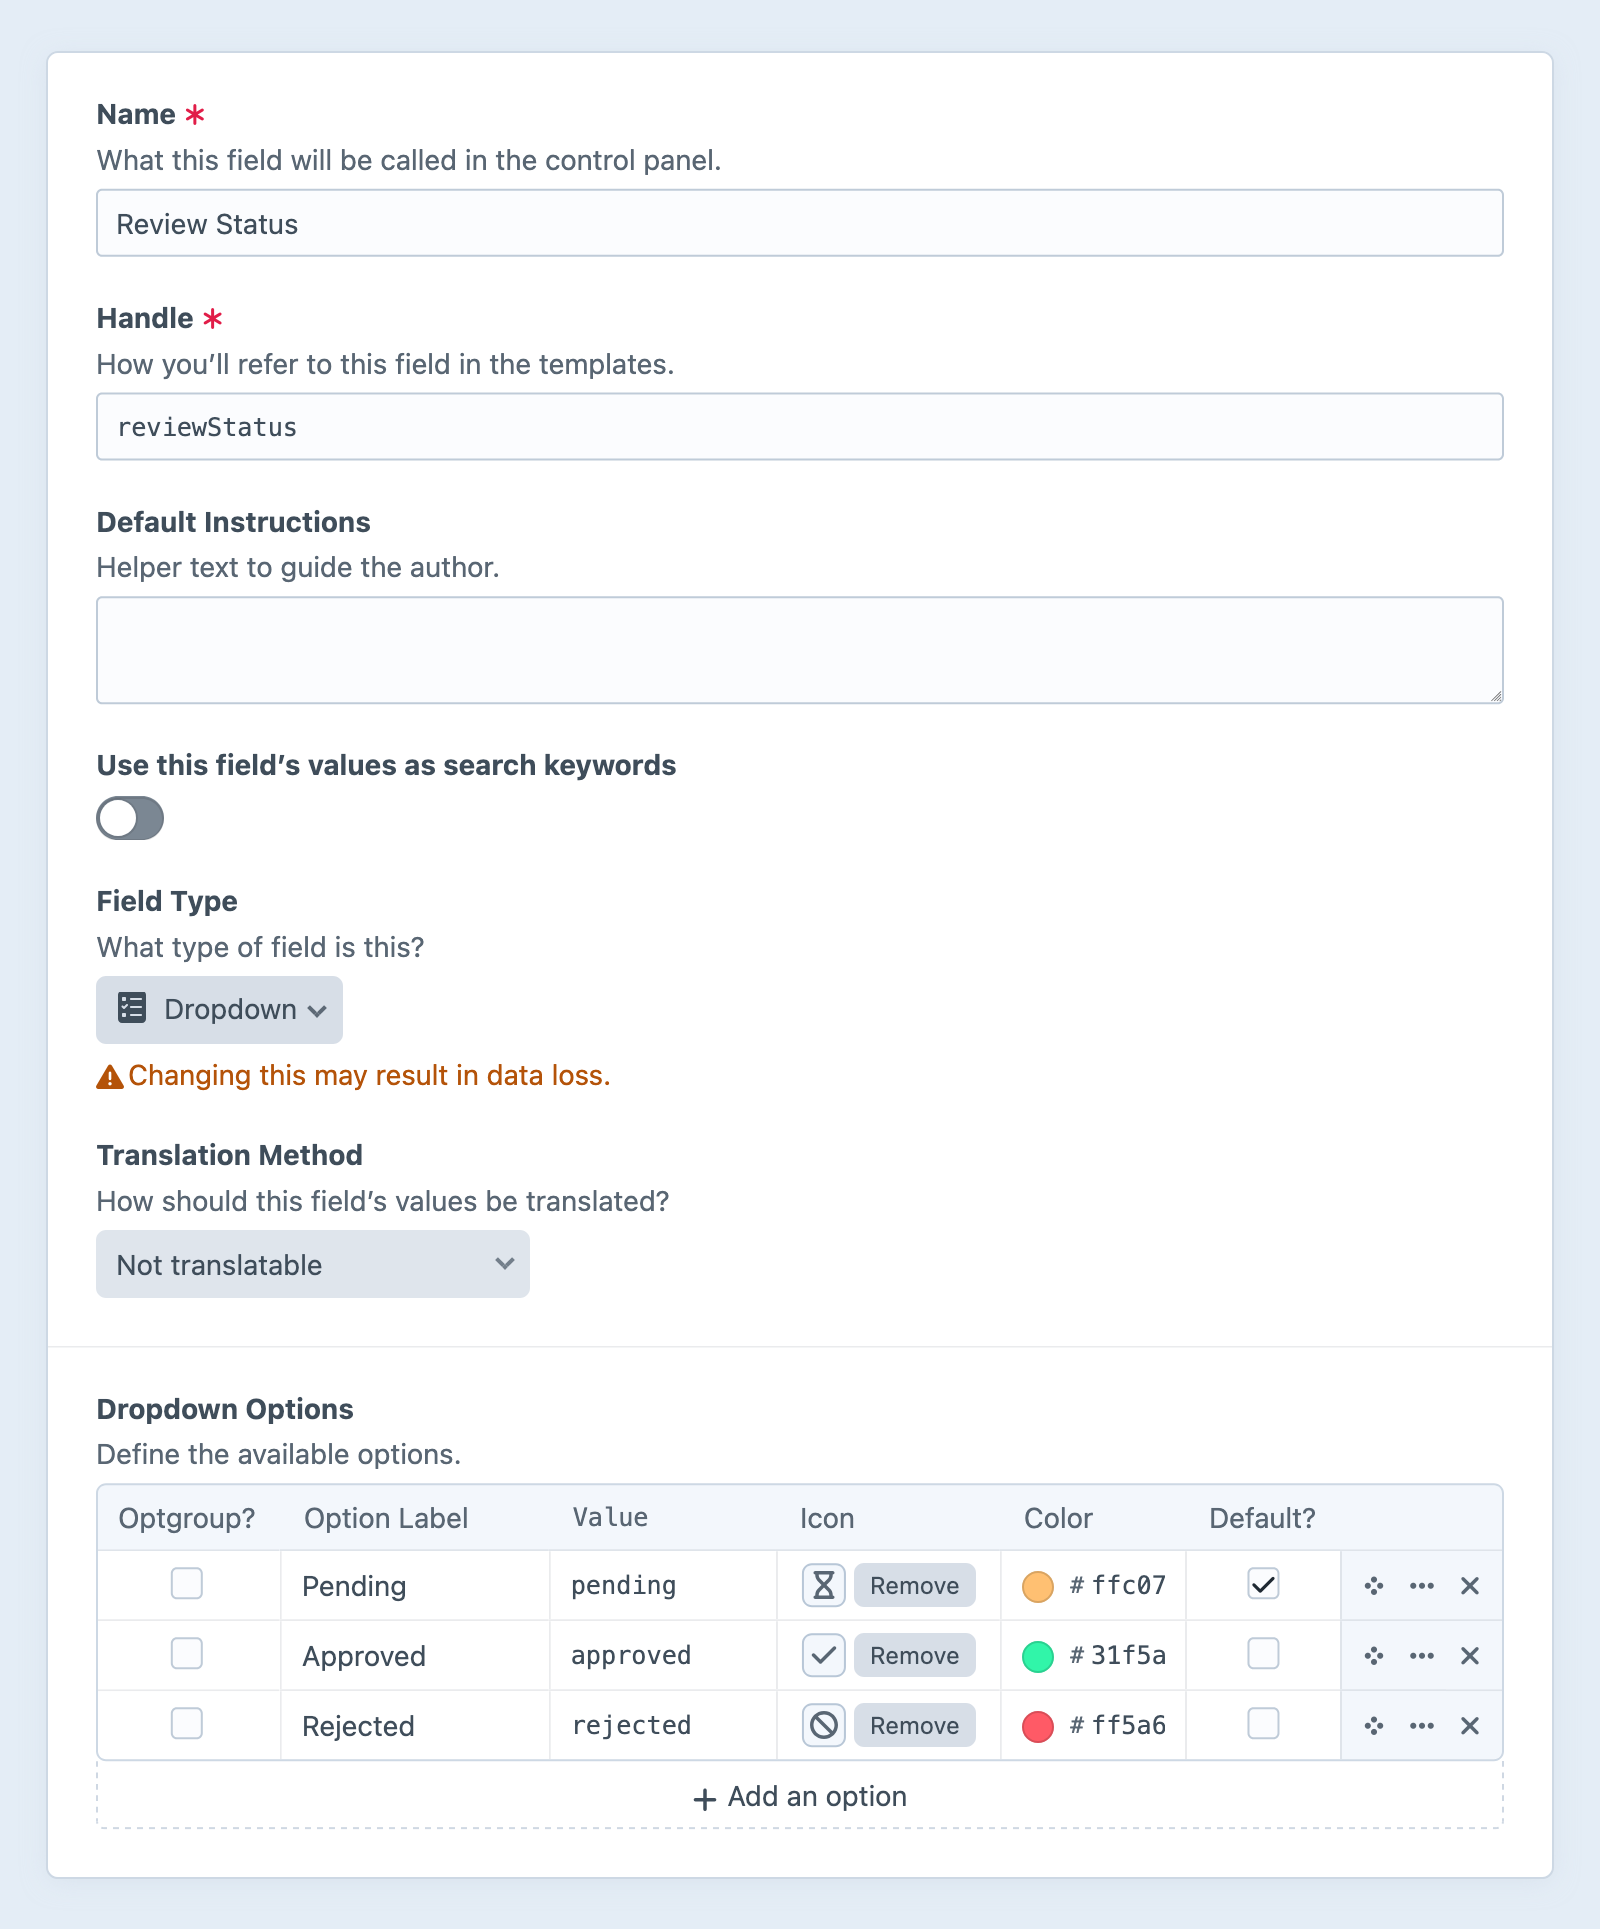 Name *
What this field will be called in the control panel.
Review Status
Handle *
How you’ll refer to this field in the templates.
reviewStatus
Default Instructions
Helper text to guide the author.
Use this field’s values as search keywords
Field Type
What type of field is this?
Dropdown
Changing this may result in data loss.
Translation Method
How should this field’s values be translated?
Not translatable
Dropdown Options
Define the available options.
Optgroup? Option Label Value Icon Color Default?
Pending pending Remove # ffc07
Approved approved Remove # 31f5a
Rejected rejected Remove # ff5a6
+ Add an option